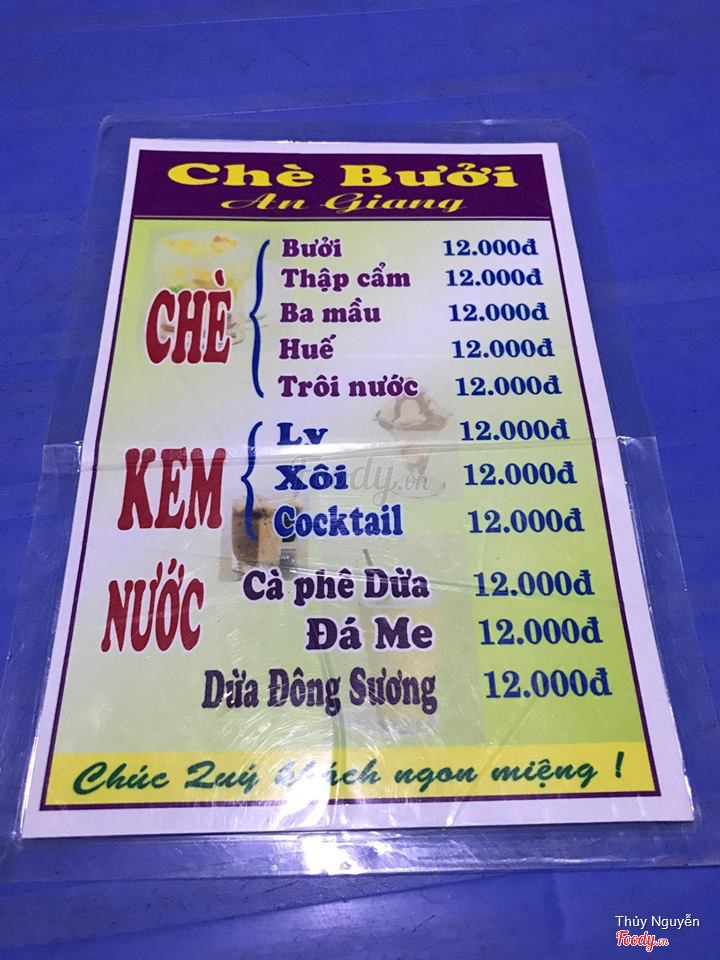 Chè Bưởi
An Giang
CHÈ
Bưởi 12.000đ
Thập cẩm 12.000đ
Ba mầu 12.000đ
Huế 12.000đ
Trôi nước 12.000đ
KEM
Ly 12.000đ
Xôi 12.000đ
Cocktail 12.000đ
NƯỚC
Cà phê Dừa 12.000đ
Đá Me 12.000đ
Dừa Đông Sương 12.000đ
Chúc Quý khách ngon miệng !
Foody.vn
Thủy Nguyễn
Foody.vn